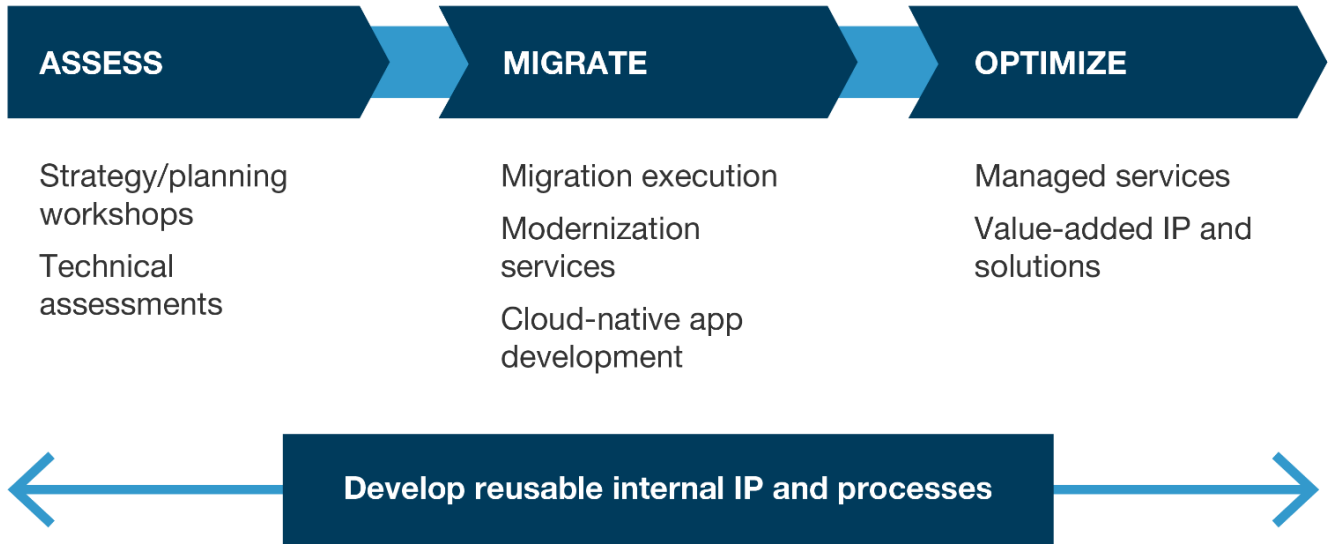 ASSESS
MIGRATE
OPTIMIZE
Strategy/planning
workshops
Technical
assessments
Migration execution
Modernization
services
Cloud-native app
development
Managed services
Value-added IP and
solutions
Develop reusable internal IP and processes